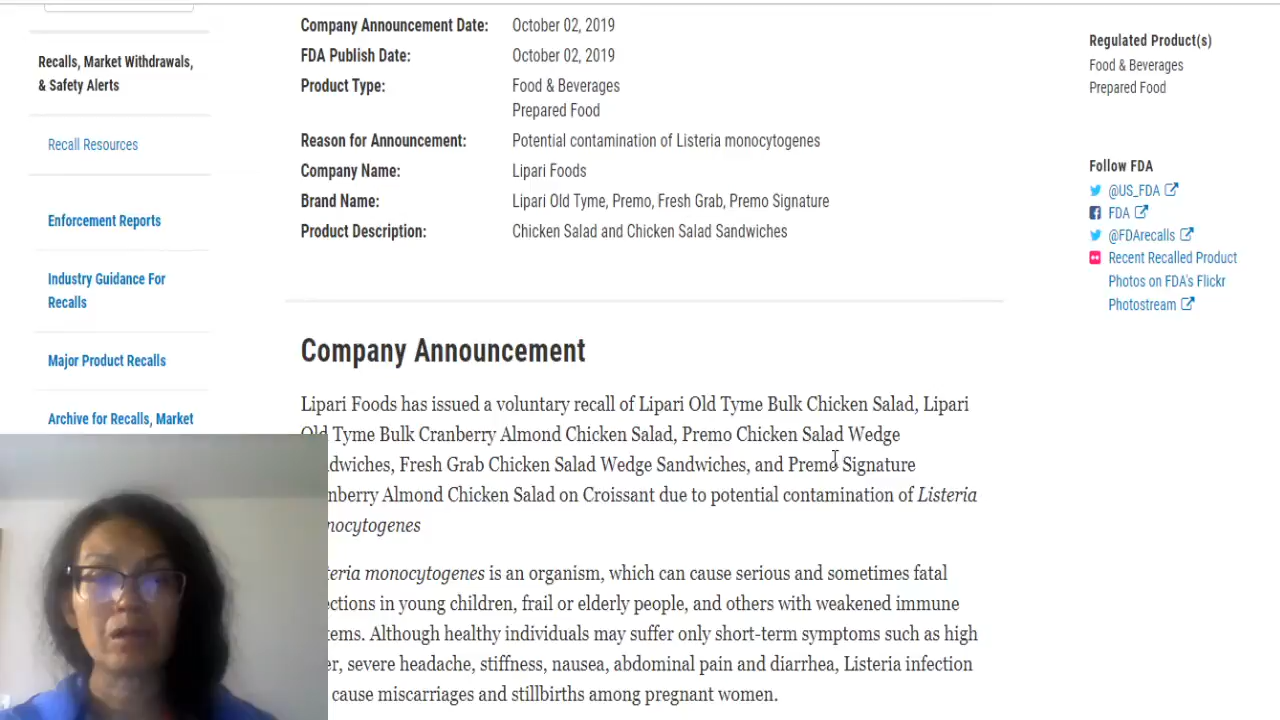 Company Announcement Date: October 02, 2019
FDA Publish Date: October 02, 2019
Product Type: Food & Beverages
Prepared Food
Reason for Announcement: Potential contamination of Listeria monocytogenes
Company Name: Lipari Foods
Brand Name: Lipari Old Tyme, Premo, Fresh Grab, Premo Signature
Product Description: Chicken Salad and Chicken Salad Sandwiches
Recalls, Market Withdrawals,
& Safety Alerts
Recall Resources
Enforcement Reports
Industry Guidance For
Recalls
Major Product Recalls
Archive for Recalls, Market
Company Announcement
Lipari Foods has issued a voluntary recall of Lipari Old Tyme Bulk Chicken Salad, Lipari
Old Tyme Bulk Cranberry Almond Chicken Salad, Premo Chicken Salad Wedge
dwiches, Fresh Grab Chicken Salad Wedge Sandwiches, and Premo Signature
nberry Almond Chicken Salad on Croissant due to potential contamination of Listeria
nocytogenes
teria monocytogenes is an organism, which can cause serious and sometimes fatal
ctions in young children, frail or elderly people, and others with weakened immune
tems. Although healthy individuals may suffer only short-term symptoms such as high
er, severe headache, stiffness, nausea, abdominal pain and diarrhea, Listeria infection
cause miscarriages and stillbirths among pregnant women.
Regulated Product(s)
Food & Beverages
Prepared Food
Follow FDA
@US_FDA
FDA
@FDArecalls
Recent Recalled Product
Photos on FDA's Flickr
Photostream